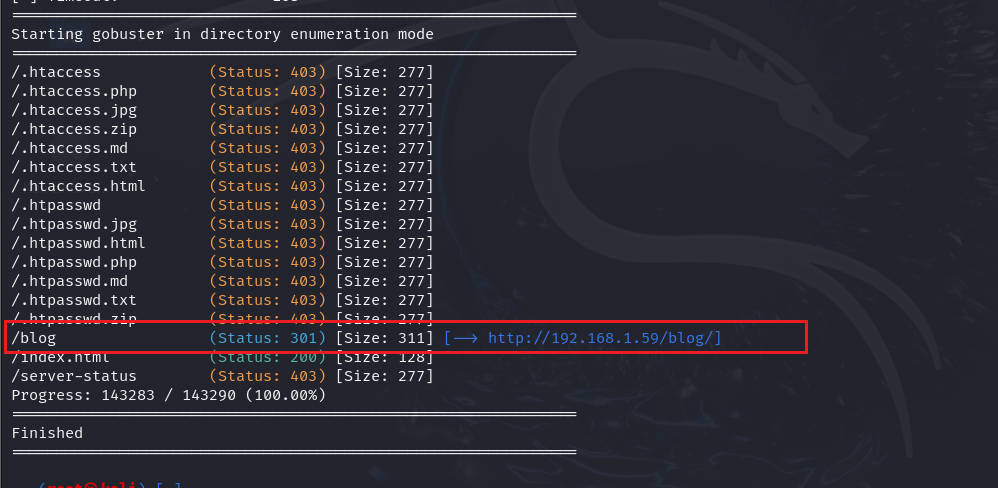 Starting gobuster in directory enumeration mode
/.htaccess (Status: 403) [Size: 277]
/.htaccess.php (Status: 403) [Size: 277]
/.htaccess.jpg (Status: 403) [Size: 277]
/.htaccess.zip (Status: 403) [Size: 277]
/.htaccess.md (Status: 403) [Size: 277]
/.htaccess.txt (Status: 403) [Size: 277]
/.htaccess.html (Status: 403) [Size: 277]
/.htpasswd (Status: 403) [Size: 277]
/.htpasswd.jpg (Status: 403) [Size: 277]
/.htpasswd.html (Status: 403) [Size: 277]
/.htpasswd.php (Status: 403) [Size: 277]
/.htpasswd.md (Status: 403) [Size: 277]
/.htpasswd.txt (Status: 403) [Size: 277]
/.htpasswd.zip (Status: 403) [Size: 277]
/blog (Status: 301) [Size: 311] [--> http://192.168.1.59/blog/]
/index.html (Status: 200) [Size: 128]
/server-status (Status: 403) [Size: 277]
Progress: 143283 / 143290 (100.00%)
Finished